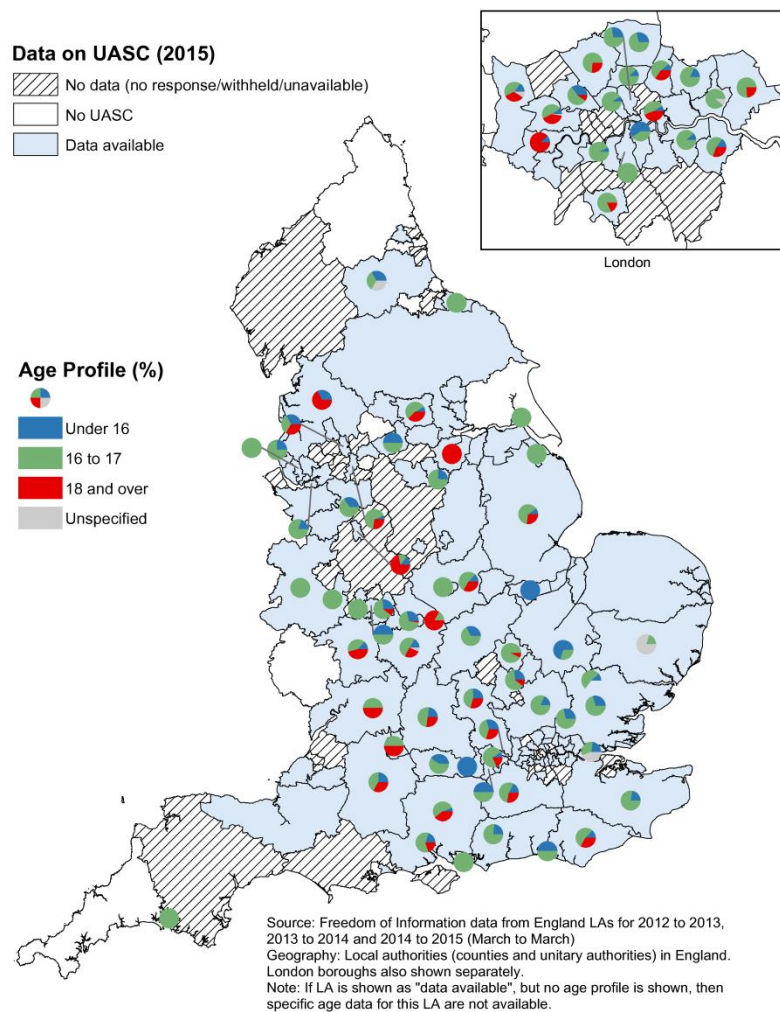 Data on UASC (2015)
No data (no response/withheld/unavailable)
No UASC
Data available
London
Age Profile (%)
Under 16
16 to 17
18 and over
Unspecified
Source: Freedom of Information data from England LAs for 2012 to 2013,
2013 to 2014 and 2014 to 2015 (March to March)
Geography: Local authorities (counties and unitary authorities) in England.
London boroughs also shown separately.
Note: If LA is shown as "data available", but no age profile is shown, then
specific age data for this LA are not available.